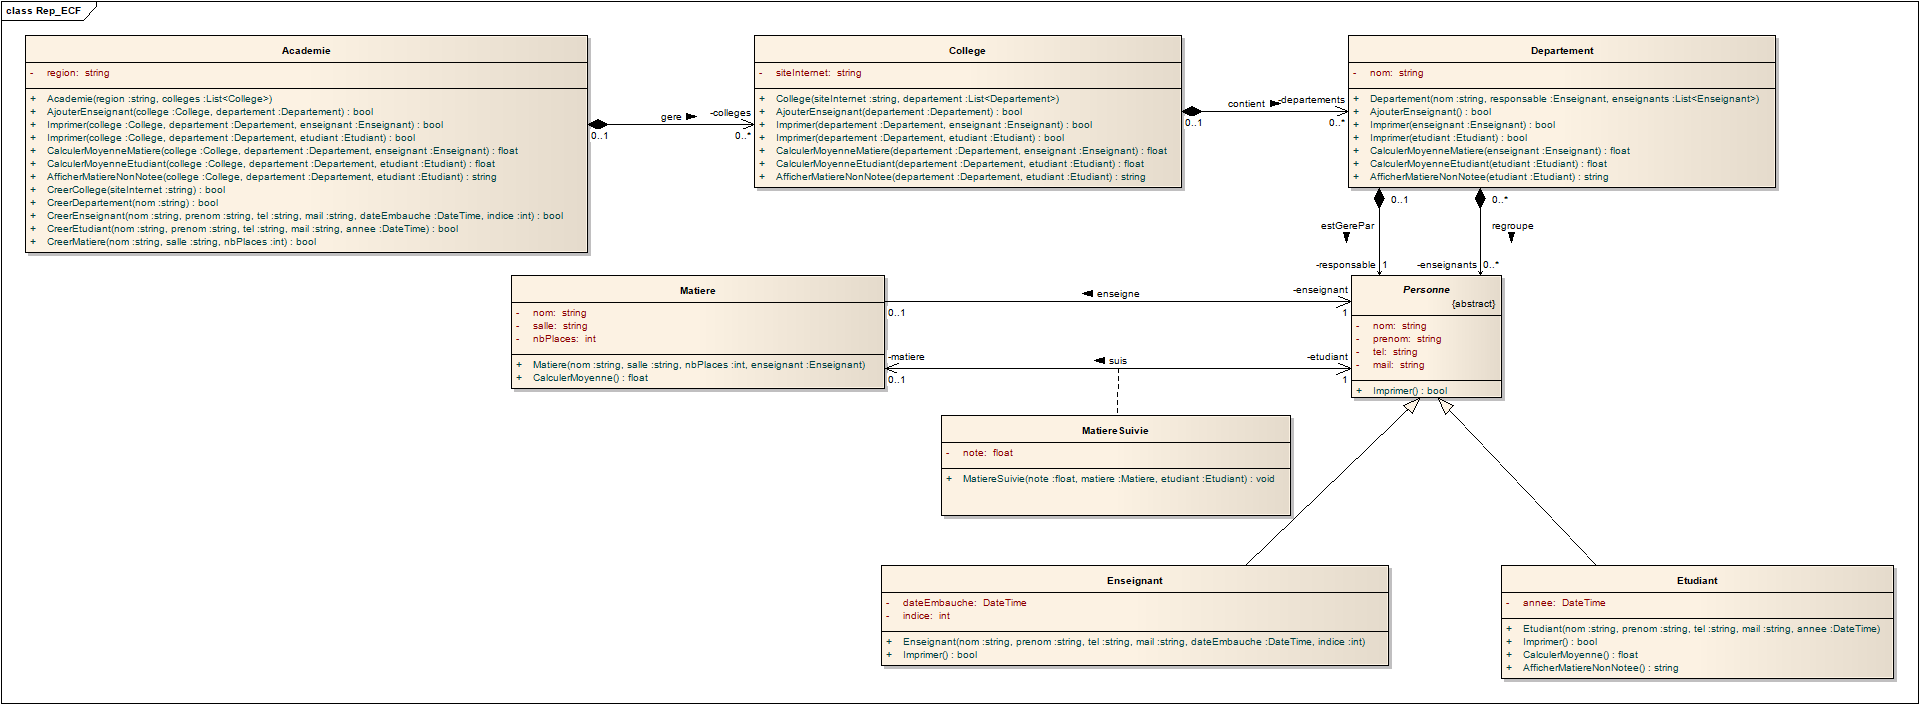 class Rep_ECF
Academie
- region: string
+ Academie(region :string, colleges :List<College>)
+ AjouterEnseignant(college :College, departement :Departement) : bool
+ Imprimer(college :College, departement :Departement, enseignant :Enseignant) : bool
+ Imprimer(college :College, departement :Departement, etudiant :Etudiant) : bool
+ CalculerMoyenneMatiere(college :College, departement :Departement, enseignant :Enseignant) : float
+ CalculerMoyenneEtudiant(college :College, departement :Departement, etudiant :Etudiant) : float
+ AfficherMatiereNonNotee(college :College, departement :Departement, etudiant :Etudiant) : string
+ CreerCollege(siteInternet :string) : bool
+ CreerDepartement(nom :string) : bool
+ CreerEnseignant(nom :string, prenom :string, tel :string, mail :string, dateEmbauche :DateTime, indice :int) : bool
+ CreerEtudiant(nom :string, prenom :string, tel :string, mail :string, annee :DateTime) : bool
+ CreerMatiere(nom :string, salle :string, nbPlaces :int) : bool
gere
-colleges
0..1
0..*
College
- siteInternet: string
+ College(siteInternet :string, departement :List<Departement>)
+ AjouterEnseignant(departement :Departement) : bool
+ Imprimer(departement :Departement, enseignant :Enseignant) : bool
+ Imprimer(departement :Departement, etudiant :Etudiant) : bool
+ CalculerMoyenneMatiere(departement :Departement, enseignant :Enseignant) : float
+ CalculerMoyenneEtudiant(departement :Departement, etudiant :Etudiant) : float
+ AfficherMatiereNonNotee(departement :Departement, etudiant :Etudiant) : string
contient
-departements
0..1
0..*
Departement
- nom: string
+ Departement(nom :string, responsable :Enseignant, enseignants :List<Enseignant>)
+ AjouterEnseignant() : bool
+ Imprimer(enseignant :Enseignant) : bool
+ Imprimer(etudiant :Etudiant) : bool
+ CalculerMoyenneMatiere(enseignant :Enseignant) : float
+ CalculerMoyenneEtudiant(etudiant :Etudiant) : float
+ AfficherMatiereNonNotee(etudiant :Etudiant) : string
0..1
0..*
estGerePar
regroupe
-responsable
1
-enseignants
0..*
Matiere
- nom: string
- salle: string
- nbPlaces: int
+ Matiere(nom :string, salle :string, nbPlaces :int, enseignant :Enseignant)
+ CalculerMoyenne() : float
enseigne
-enseignant
0..1
1
-matiere
suis
-etudiant
0..1
1
Personne
{abstract}
- nom: string
- prenom: string
- tel: string
- mail: string
+ Imprimer() : bool
MatiereSuivie
- note: float
+ MatiereSuivie(note :float, matiere :Matiere, etudiant :Etudiant) : void
Enseignant
- dateEmbauche: DateTime
- indice: int
+ Enseignant(nom :string, prenom :string, tel :string, mail :string, dateEmbauche :DateTime, indice :int)
+ Imprimer() : bool
Etudiant
- annee: DateTime
+ Etudiant(nom :string, prenom :string, tel :string, mail :string, annee :DateTime)
+ Imprimer() : bool
+ CalculerMoyenne() : float
+ AfficherMatiereNonNotee() : string